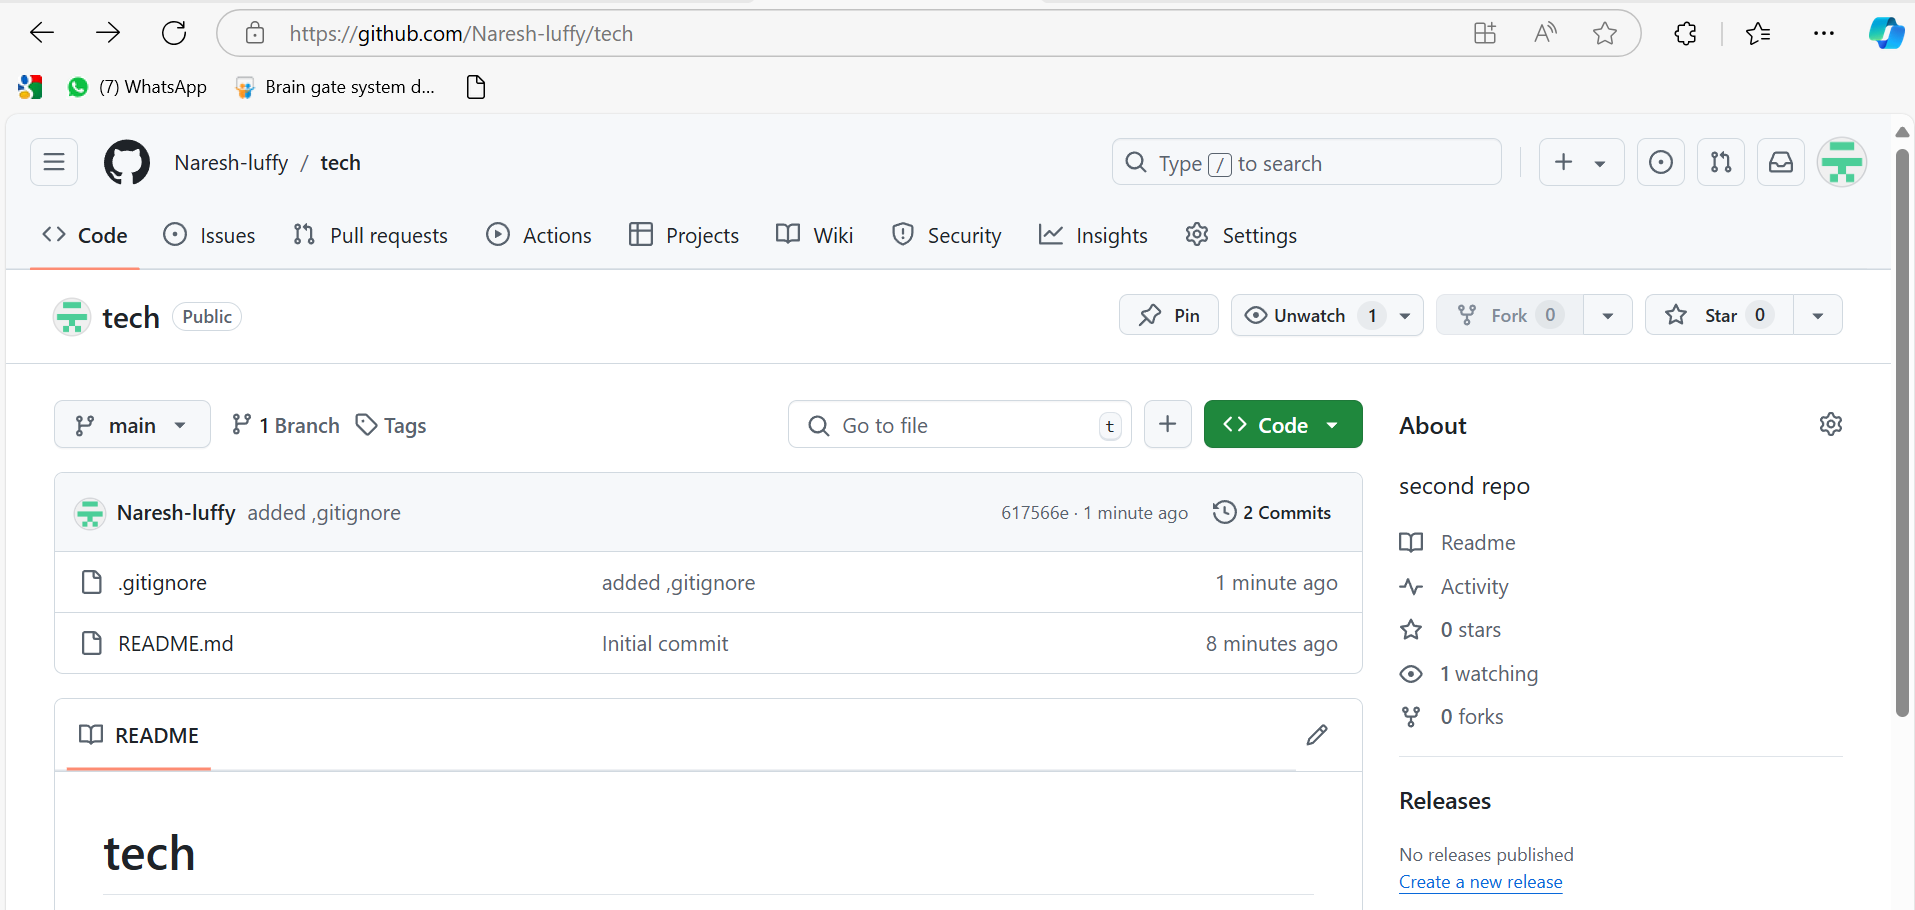 https://github.com/Naresh-luffy/tech
(7) WhatsApp Brain gate system d...
Naresh-luffy / tech Type / to search
Code Issues Pull requests Actions Projects Wiki Security Insights Settings
tech Public Pin Unwatch 1 Fork 0 Star 0
main 1 Branch Tags Go to file t Code
Naresh-luffy added ,gitignore 617566e · 1 minute ago 2 Commits
.gitignore added ,gitignore 1 minute ago
README.md Initial commit 8 minutes ago
README
tech
About
second repo
Readme
Activity
0 stars
1 watching
0 forks
Releases
No releases published
Create a new release